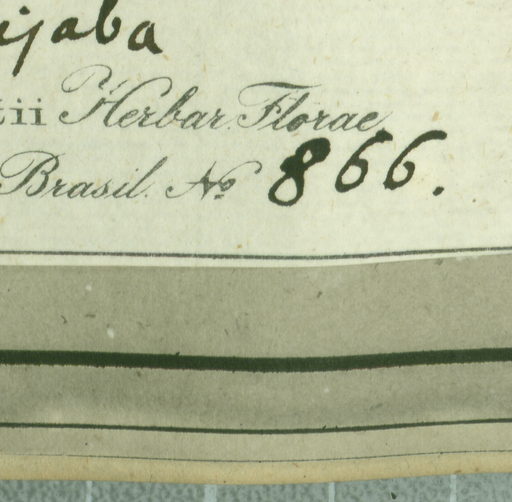 ijaba
tii Herbar. Florae
Brasil. No 866.